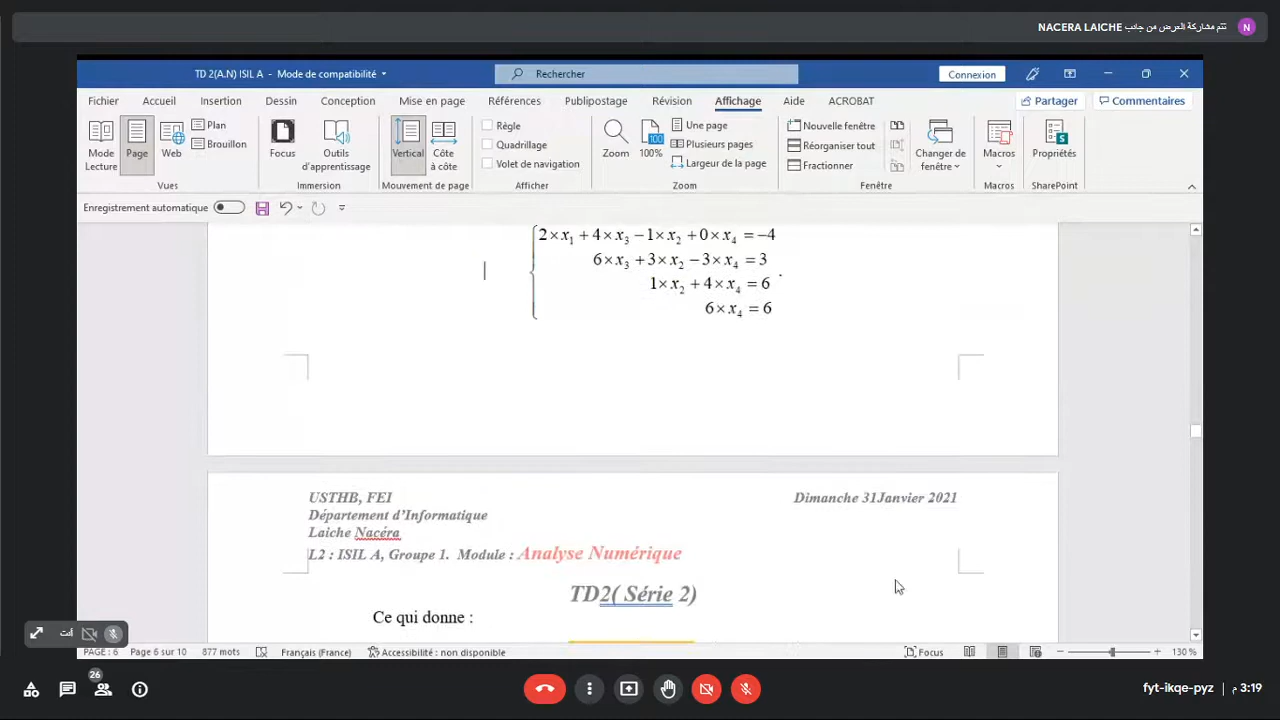 تتم مشاركة العرض من جانب NACERA LAICHE
N
TD 2(A.N) ISIL A - Mode de compatibilité
Rechercher
Connexion
Fichier Accueil Insertion Dessin Conception Mise en page Références Publipostage Révision Affichage Aide ACROBAT Partager Commentaires
Mode Lecture
Page
Web
Plan
Brouillon
Vues
Focus
Outils d'apprentissage
Immersion
Vertical
Côte à côte
Mouvement de page
Règle
Quadrillage
Volet de navigation
Afficher
Zoom
100
100%
Une page
Plusieurs pages
Largeur de la page
Zoom
Nouvelle fenêtre
Réorganiser tout
Fractionner
Changer de fenêtre
Fenêtre
Macros
Macros
Propriétés
SharePoint
Enregistrement automatique
2×x₁ + 4×x₃ −1×x₂ +0×x₄ = −4
6×x₃ +3×x₂ −3×x₄ = 3
1×x₂ + 4×x₄ = 6
6×x₄ = 6
.
USTHB, FEI Dimanche 31Janvier 2021
Département d'Informatique
Laiche Nacéra
L2 : ISIL A, Groupe 1. Module : Analyse Numérique
TD2( Série 2)
Ce qui donne :
أنت
PAGE : 6 Page 6 sur 10 877 mots Français (France) Accessibilité : non disponible Focus 130 %
26
fyt-ikqe-pyz | 3:19 م